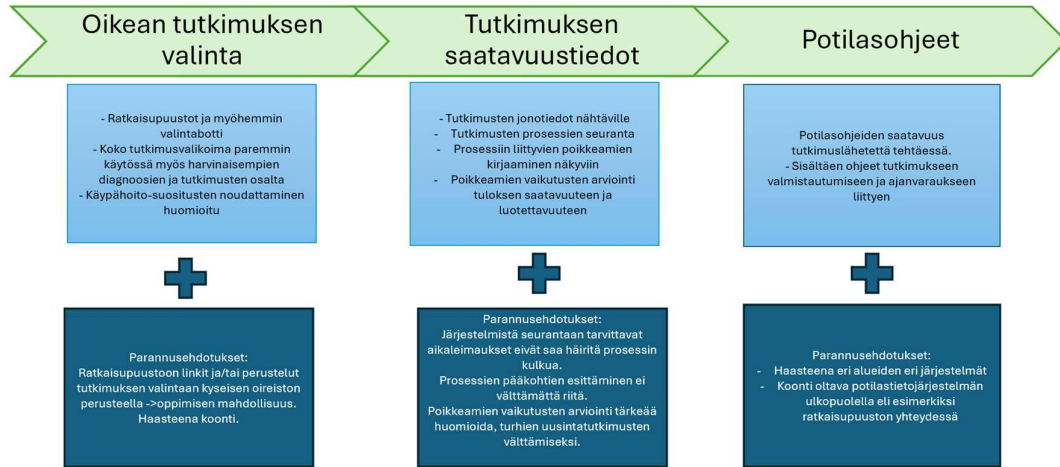 Oikean tutkimuksen
valinta
Tutkimuksen
saatavuustiedot
Potilasohjeet
- Ratkaisupuustot ja myöhemmin
valintabotti
- Koko tutkimusvalikoima paremmin
käytössä myös harvinaisempien
diagnoosien ja tutkimusten osalta
- Käypähoito-suositusten noudattaminen
huomioitu
- Tutkimusten jonotiedot nähtäville
- Tutkimusten prosessien seuranta
- Prosessiin liittyvien poikkeamien
kirjaaminen näkyviin
- Poikkeamien vaikutusten arviointi
tuloksen saatavuuteen ja
luotettavuuteen
Potilasohjeiden saatavuus
tutkimuslähetettä tehtäessä.
- Sisältäen ohjeet tutkimukseen
valmistautumiseen ja ajanvaraukseen
liittyen
Parannusehdotukset:
Ratkaisupuustoon linkit ja/tai perustelut
tutkimuksen valintaan kyseisen oireiston
perusteella ->oppimisen mahdollisuus.
Haasteena koonti.
Parannusehdotukset:
Järjestelmistä seurantaan tarvittavat
aikaleimaukset eivät saa häiritä prosessin
kulkua.
Prosessien pääkohtien esittäminen ei
välttämättä riitä.
Poikkeamien vaikutusten arviointi tärkeää
huomioida, turhien uusintatutkimusten
välttämiseksi.
Parannusehdotukset:
- Haasteena eri alueiden eri järjestelmät
- Koonti oltava potilastietojärjestelmän
ulkopuolella eli esimerkiksi
ratkaisupuuston yhteydessä